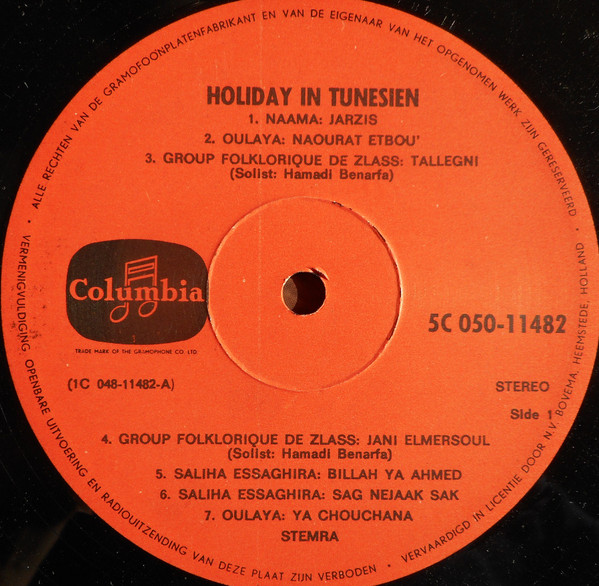 ALLE RECHTEN VAN DE GRAMOFOONPLATENFABRIKANT EN VAN DE EIGENAAR VAN HET OPGENOMEN WERK ZIJN GERESERVEERD
HOLIDAY IN TUNESIEN
1. NAAMA: JARZIS
2. OULAYA: NAOURAT ETBOU'
3. GROUP FOLKLORIQUE DE ZLASS: TALLEGNI
(Solist: Hamadi Benarfa)
Columbia
1
TRADE MARK OF THE GRAMOPHONE CO. LTD
5C 050-11482
(1C 048-11482-A)
STEREO
Side 1
4. GROUP FOLKLORIQUE DE ZLASS: JANI ELMERSOUL
(Solist: Hamadi Benarfa)
5. SALIHA ESSAGHIRA: BILLAH YA AHMED
6. SALIHA ESSAGHIRA: SAG NEJAAK SAK
7. OULAYA: YA CHOUCHANA
STEMRA
VERMENIGVULDIGING, OPENBARE UITVOERING EN RADIOUITZENDING VAN DEZE PLAAT ZIJN VERBODEN
VERVAARDIGD IN LICENTIE DOOR N.V. BOVEMA, HEEMSTEDE, HOLLAND